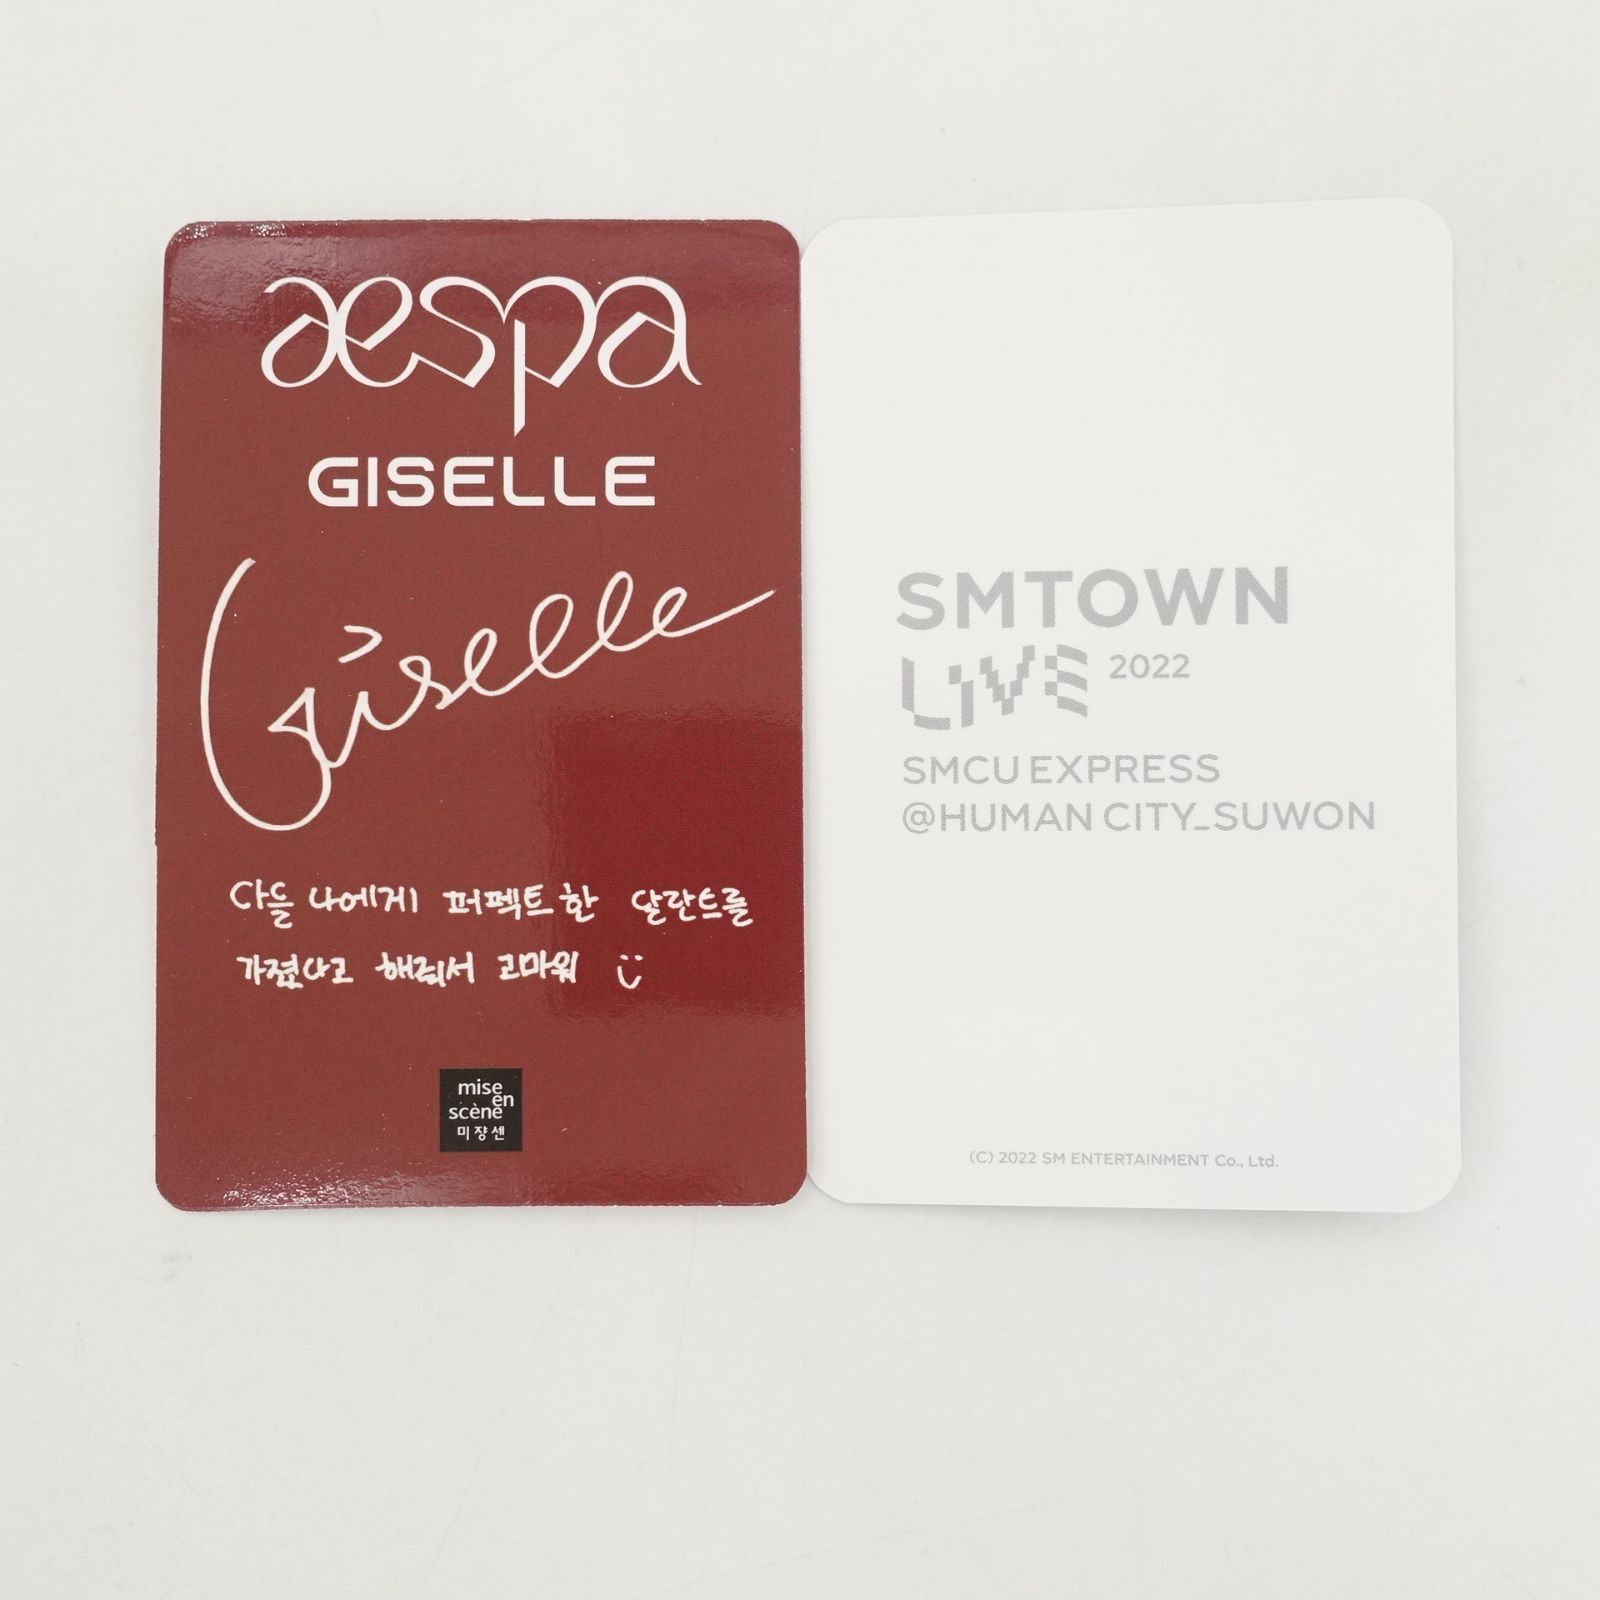 aespa
GISELLE
Giselle
다들 나에게 퍼펙트한 달란트를
가졌다고 해줘서 고마워 :)
mise
en
scène
미쟝센
SMTOWN
LIVE 2022
SMCU EXPRESS
@HUMAN CITY_SUWON
(C) 2022 SM ENTERTAINMENT Co., Ltd.